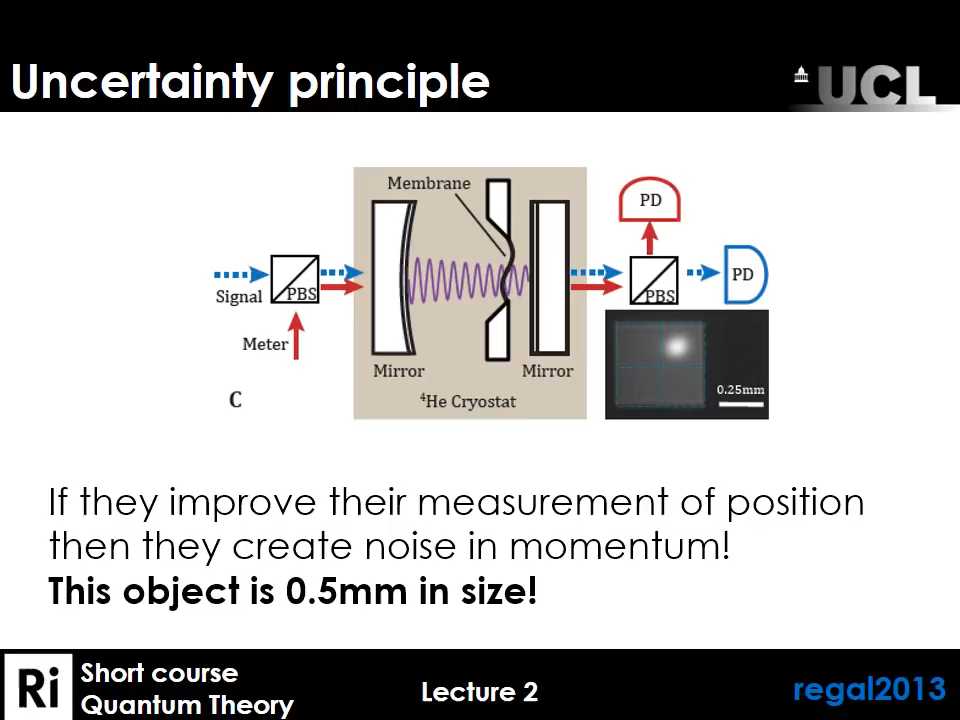 Uncertainty principle
UCL
Membrane
PD
PD
Signal
PBS
PBS
Meter
Mirror
Mirror
0.25mm
C
⁴He Cryostat
If they improve their measurement of position
then they create noise in momentum!
This object is 0.5mm in size!
Ri
Short course
Quantum Theory
Lecture 2
regal2013